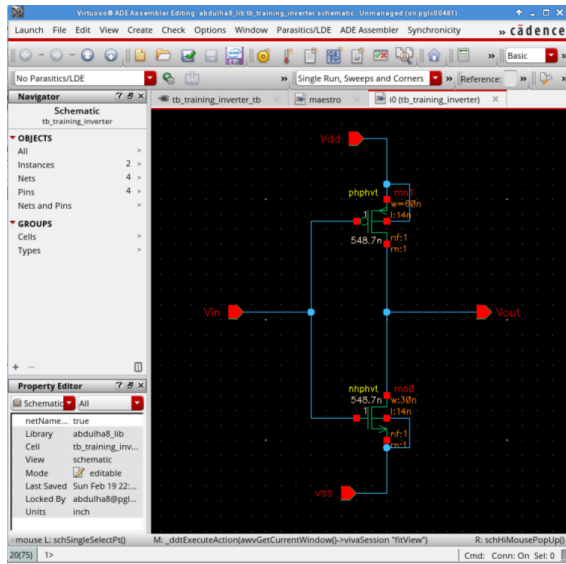 Virtuoso® ADE Assembler Editing: abdulha8_lib tb_training_inverter schematic : Unmanaged (on pglc00481)
Launch File Edit View Create Check Options Window Parasitics/LDE ADE Assembler Synchronicity » cādence
» Basic »
No Parasitics/LDE » Single Run, Sweeps and Corners » Reference: »
Navigator ? ×
tb_training_inverter_tb × maestro × i0 (tb_training_inverter) ×
Schematic
tb_training_inverter
OBJECTS
All
Instances 2
Nets 4
Pins 4
Nets and Pins
GROUPS
Cells
Types
Vdd
phphvt mn1
w=60n
1 l:14n
548.7n nf:1
m:1
Vin
Vout
nhphvt mn0
548.7n w:30n
1 l:14n
nf:1
m:1
vss
Property Editor ? ×
Schematic All
netName... true
Library abdulha8_lib
Cell tb_training_inv...
View schematic
Mode editable
Last Saved Sun Feb 19 22:...
Locked By abdulha8@pgl...
Units inch
mouse L: schSingleSelectPt() M: _ddtExecuteAction(awvGetCurrentWindow()->vivaSession "fitView") R: schHiMousePopUp()
20(75) 1> Cmd: Conn: On Sel: 0